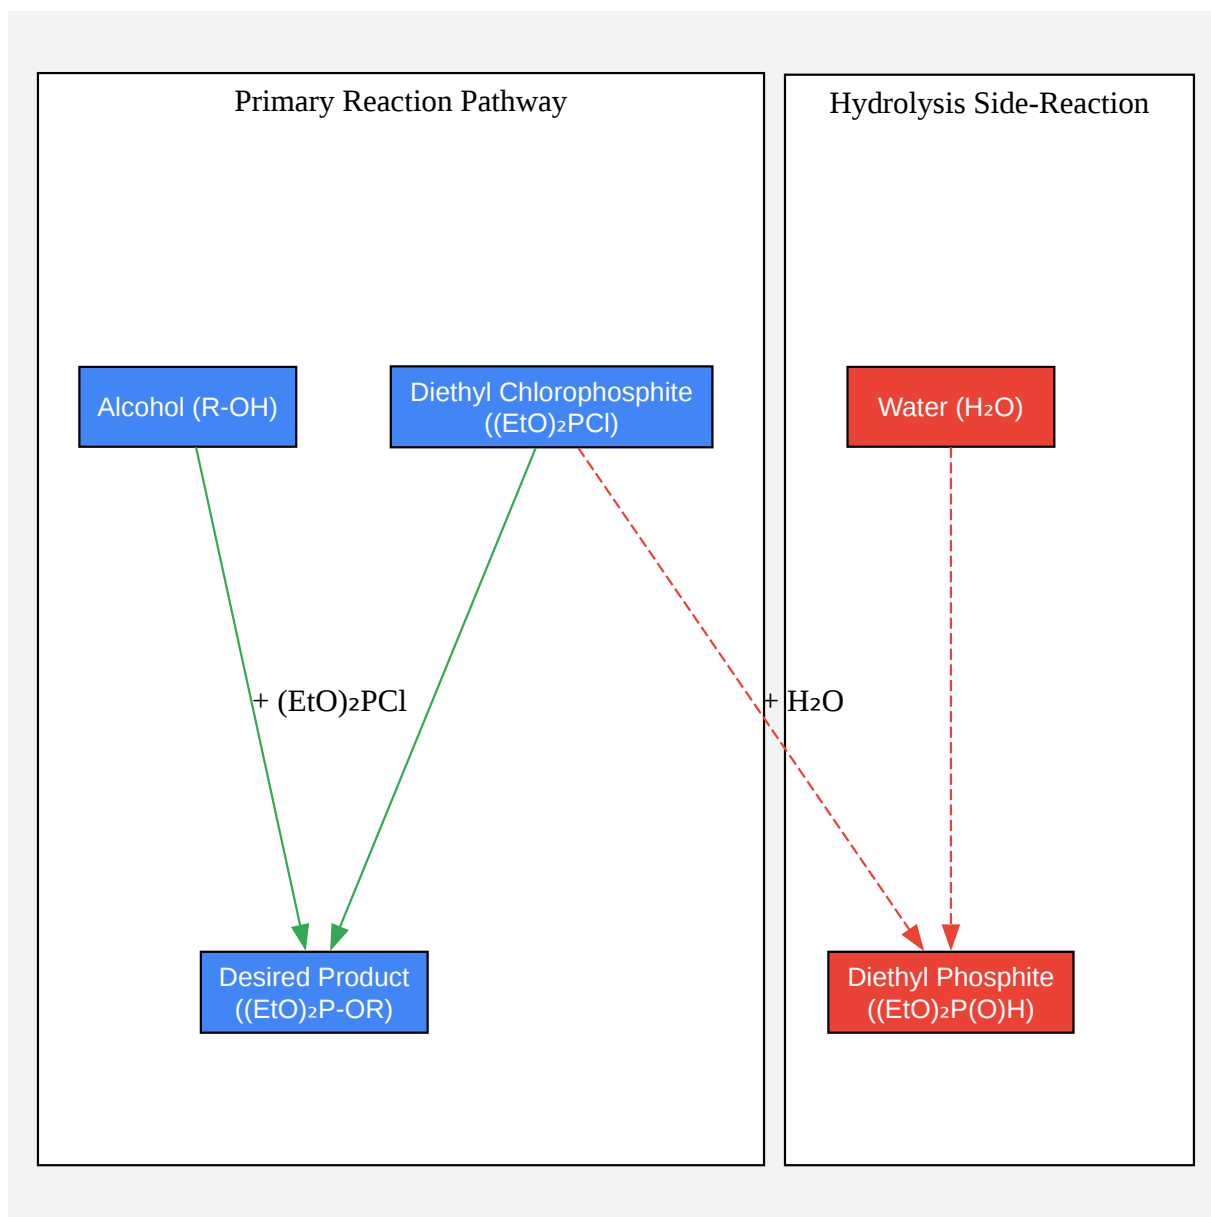 Primary Reaction Pathway
Hydrolysis Side-Reaction
Alcohol (R-OH)
Diethyl Chlorophosphite
((EtO)₂PCl)
Water (H₂O)
+ (EtO)₂PCl
+ H₂O
Desired Product
((EtO)₂P-OR)
Diethyl Phosphite
((EtO)₂P(O)H)